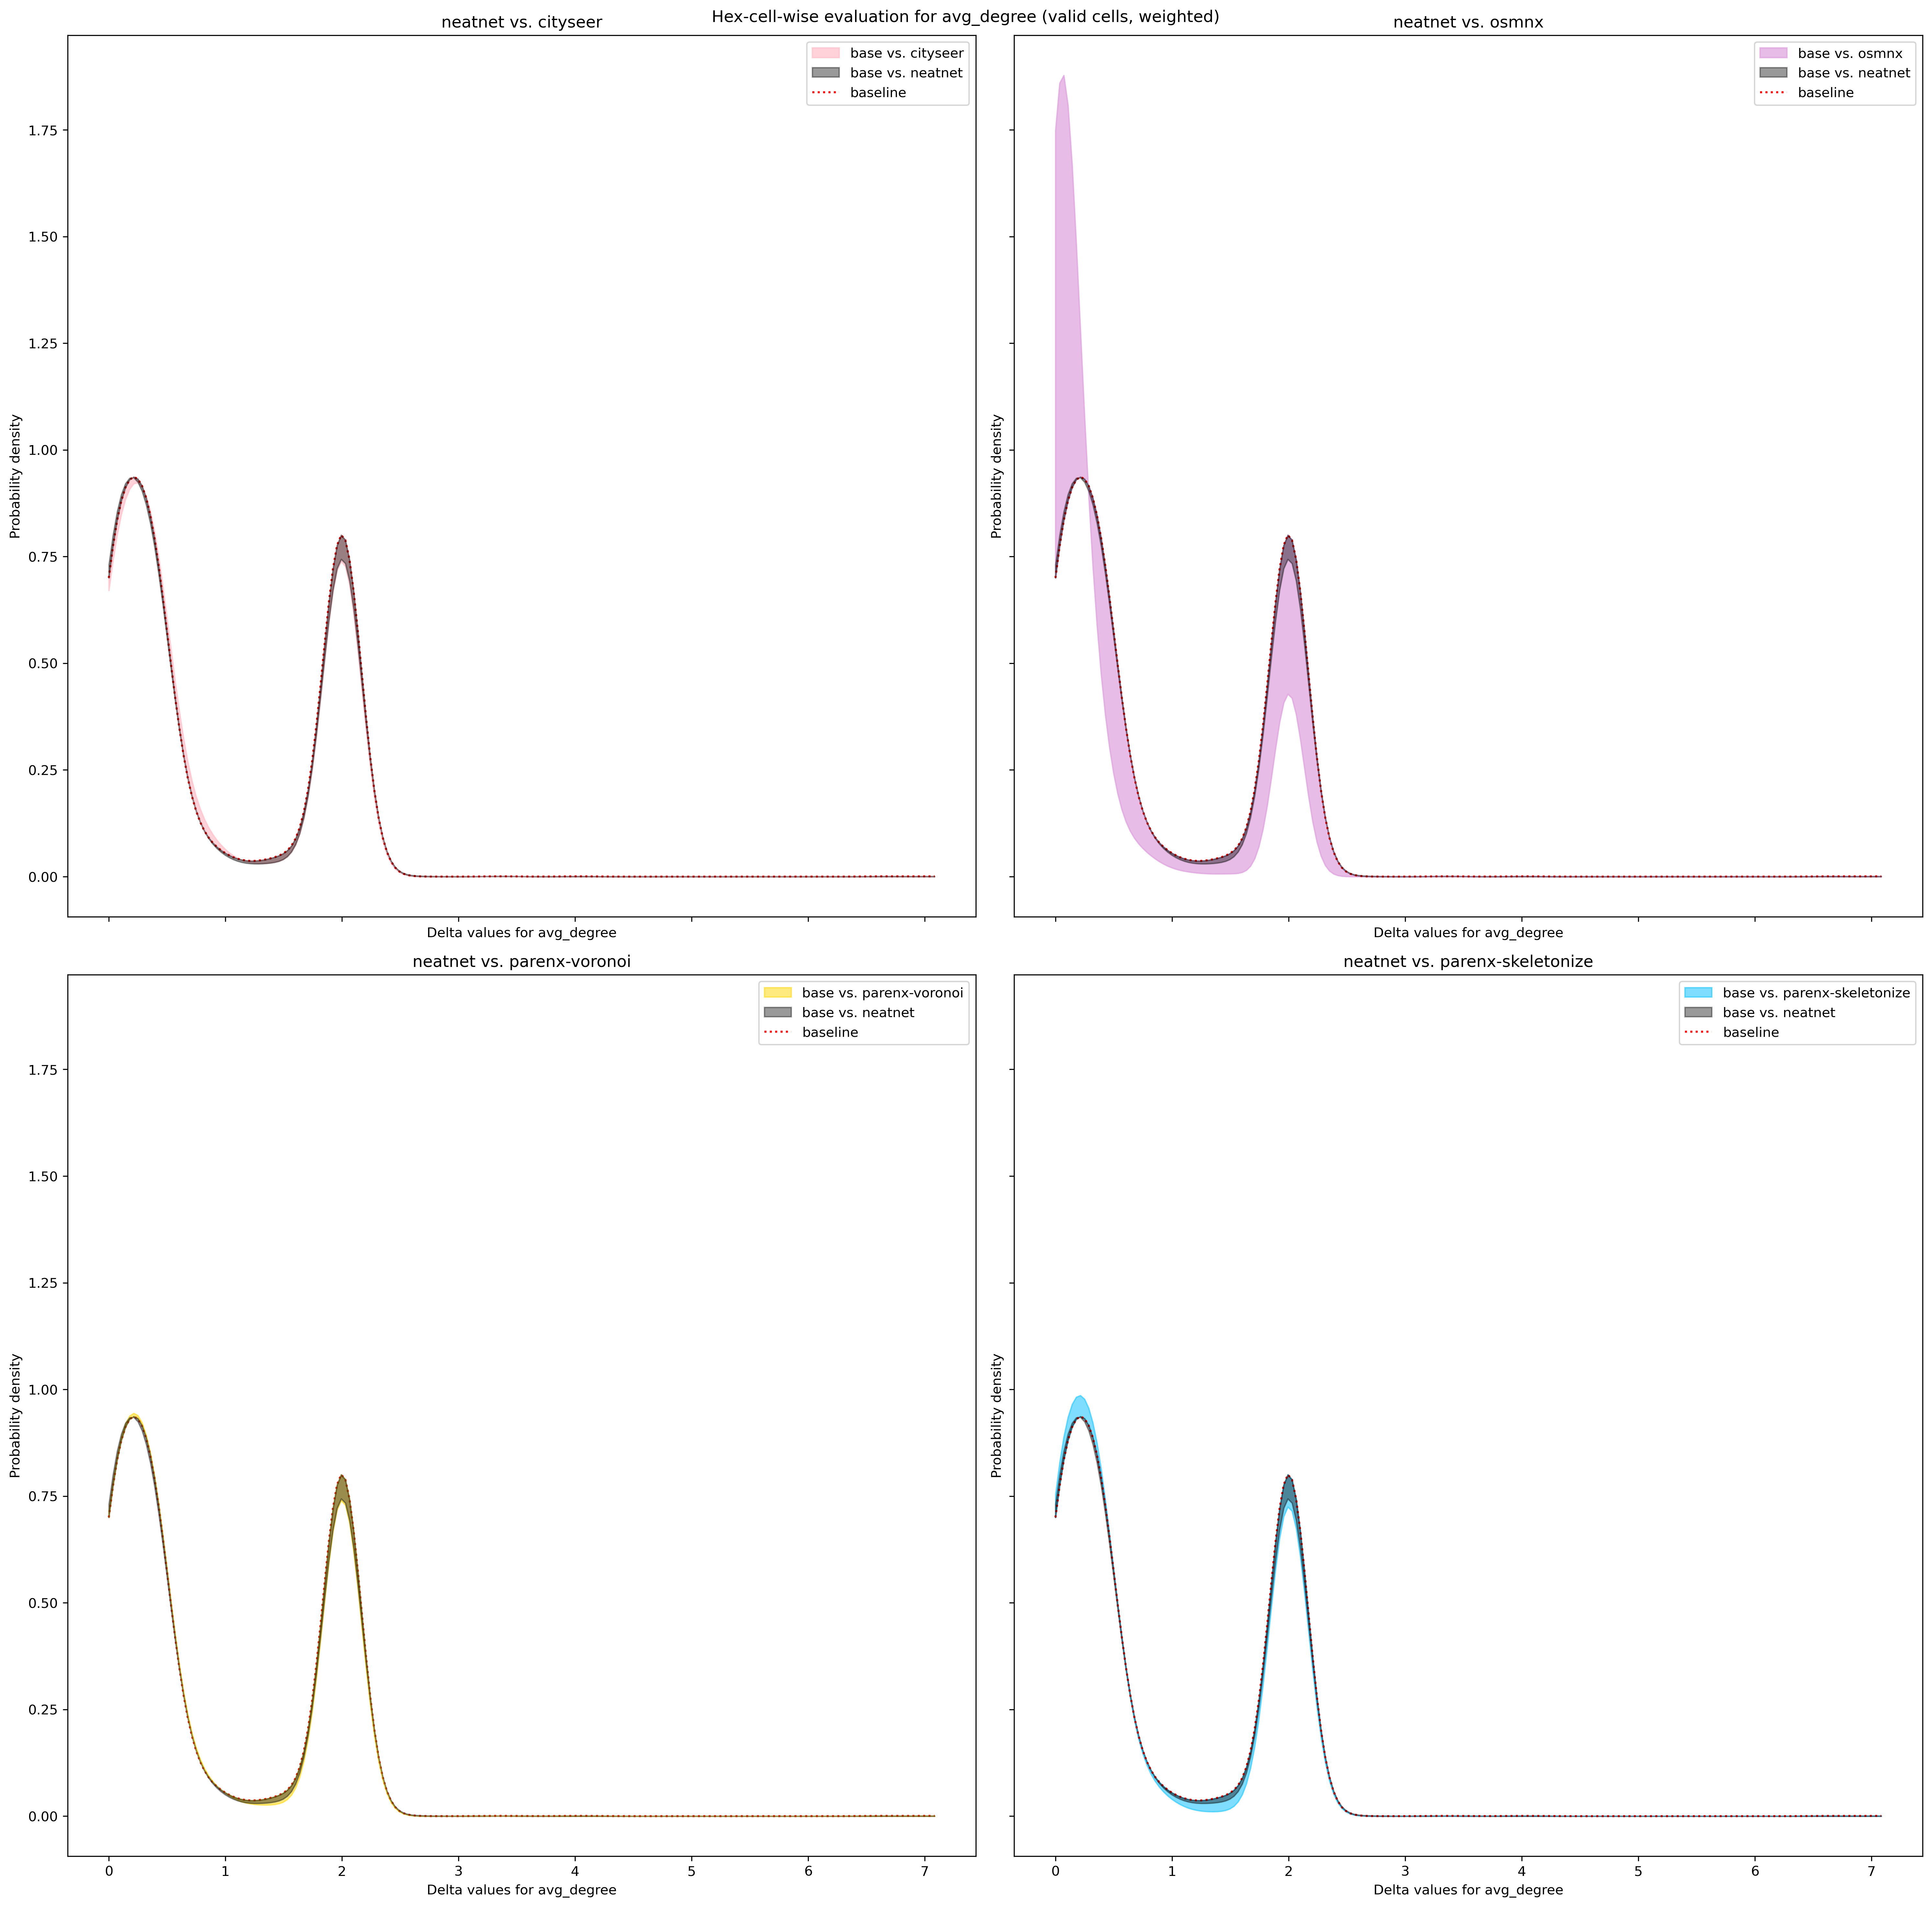 Hex-cell-wise evaluation for avg_degree (valid cells, weighted)
neatnet vs. cityseer
base vs. cityseer
base vs. neatnet
baseline
Probability density
1.75
1.50
1.25
1.00
0.75
0.50
0.25
0.00
Delta values for avg_degree
neatnet vs. osmnx
base vs. osmnx
base vs. neatnet
baseline
Probability density
Delta values for avg_degree
neatnet vs. parenx-voronoi
base vs. parenx-voronoi
base vs. neatnet
baseline
Probability density
1.75
1.50
1.25
1.00
0.75
0.50
0.25
0.00
0 1 2 3 4 5 6 7
Delta values for avg_degree
neatnet vs. parenx-skeletonize
base vs. parenx-skeletonize
base vs. neatnet
baseline
Probability density
0 1 2 3 4 5 6 7
Delta values for avg_degree